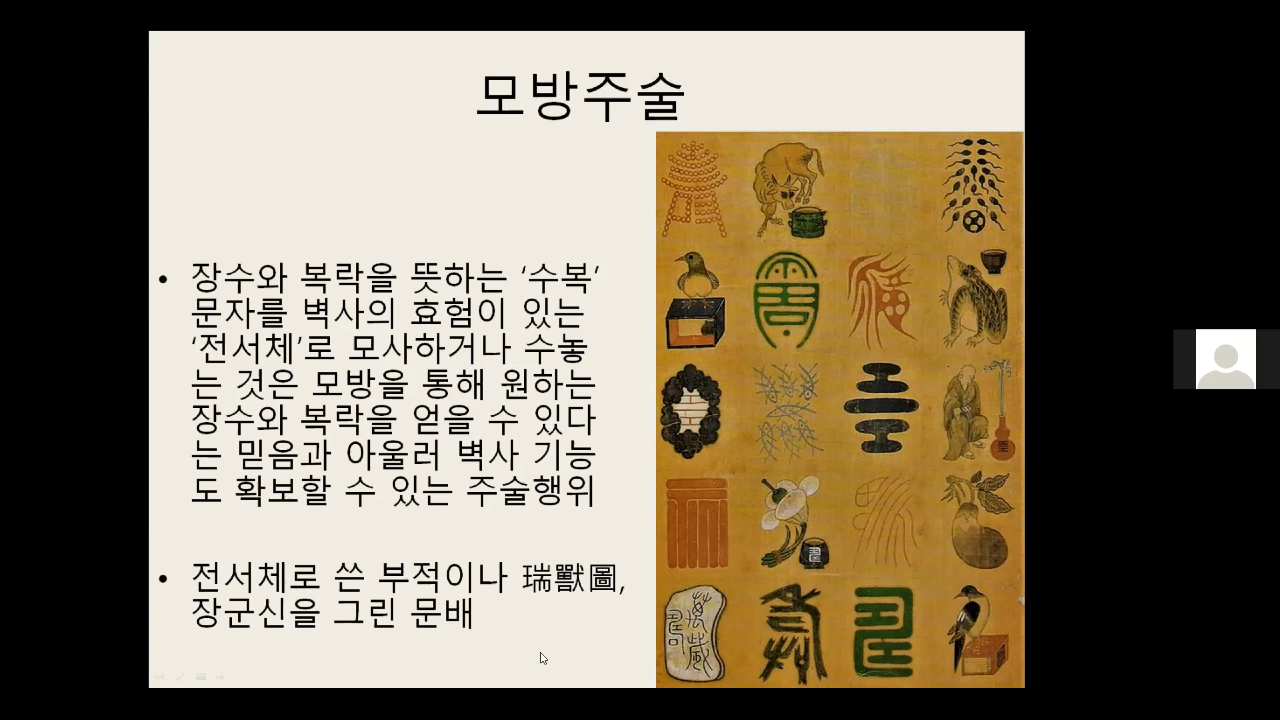 모방주술
• 장수와 복락을 뜻하는 ‘수복’
문자를 벽사의 효험이 있는
‘전서체’로 모사하거나 수놓
는 것은 모방을 통해 원하는
장수와 복락을 얻을 수 있다
는 믿음과 아울러 벽사 기능
도 확보할 수 있는 주술행위
• 전서체로 쓴 부적이나 瑞獸圖,
장군신을 그린 문배